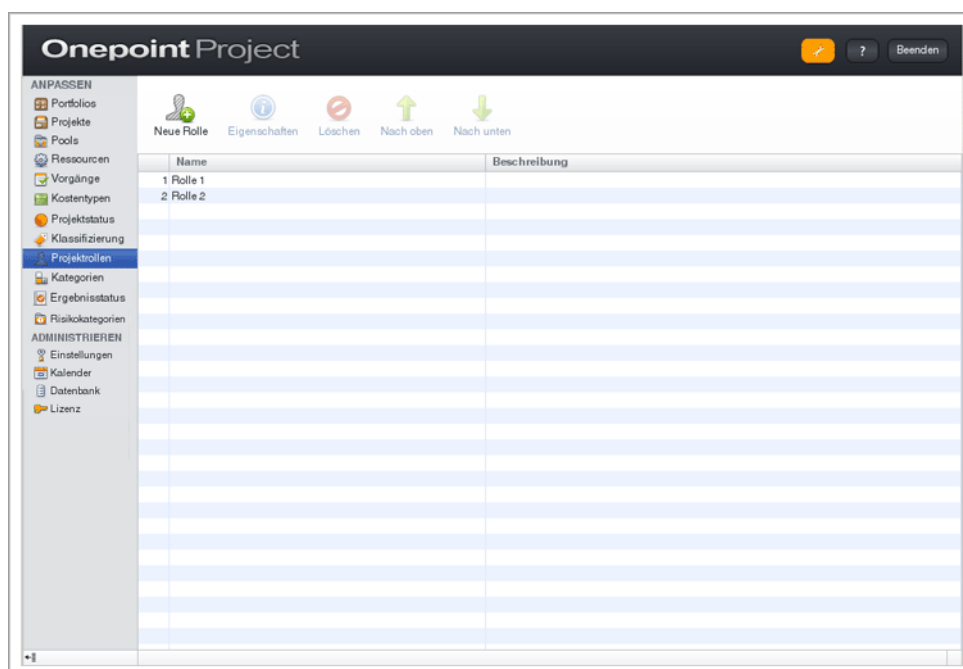 Onepoint Project
? Beenden
ANPASSEN
Portfolios
Projekte
Pools
Ressourcen
Vorgänge
Kostentypen
Projektstatus
Klassifizierung
Projektrollen
Kategorien
Ergebnisstatus
Risikokategorien
ADMINISTRIEREN
Einstellungen
Kalender
Datenbank
Lizenz
Neue Rolle Eigenschaften Löschen Nach oben Nach unten
Name Beschreibung
1 Rolle 1
2 Rolle 2